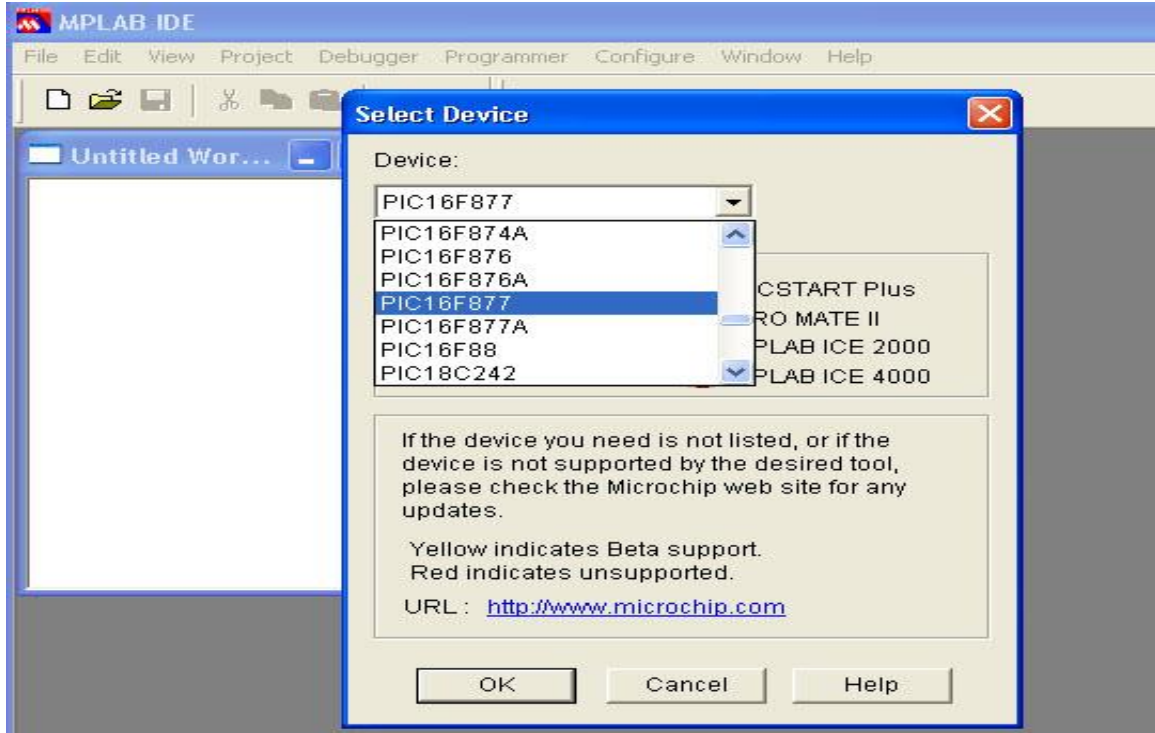 MPLAB IDE
File Edit View Project Debugger Programmer Configure Window Help
Select Device
Untitled Wor...
Device:
PIC16F877
PIC16F874A
PIC16F876
PIC16F876A
PIC16F877
PIC16F877A
PIC16F88
PIC18C242
CSTART Plus
RO MATE II
PLAB ICE 2000
PLAB ICE 4000
If the device you need is not listed, or if the
device is not supported by the desired tool,
please check the Microchip web site for any
updates.
Yellow indicates Beta support.
Red indicates unsupported.
URL : http://www.microchip.com
OK Cancel Help